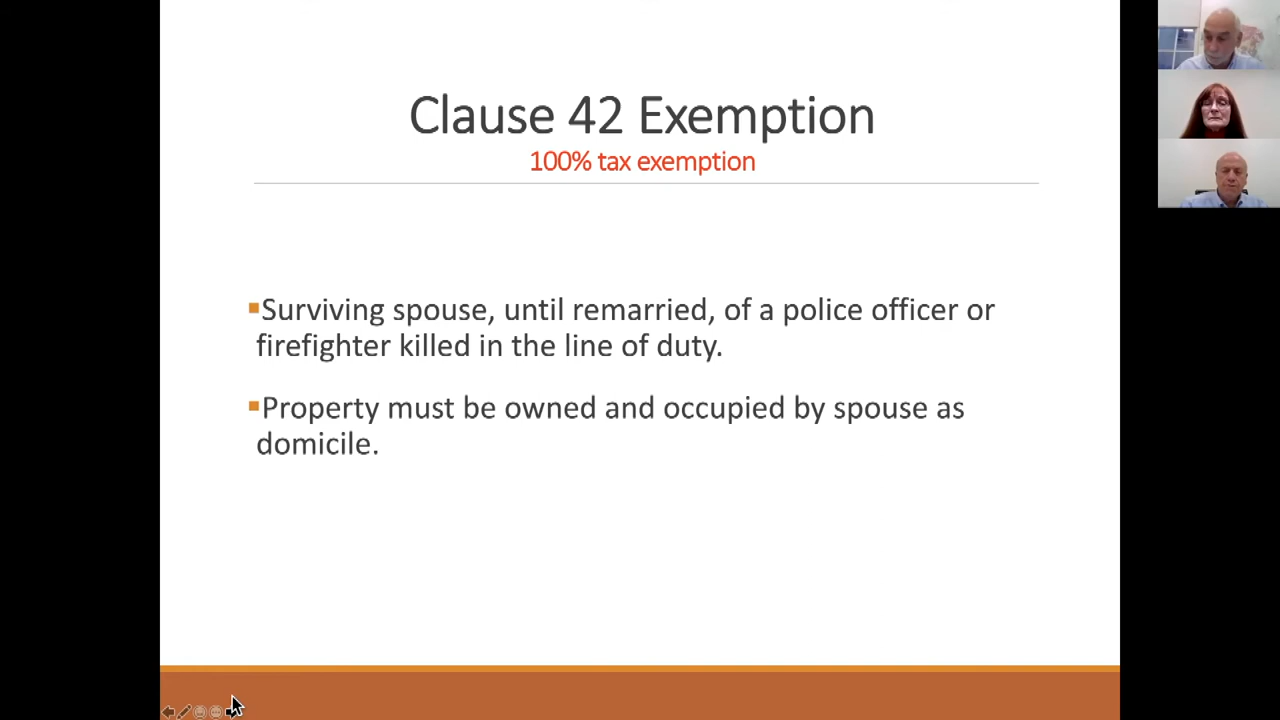 Clause 42 Exemption
100% tax exemption
▪Surviving spouse, until remarried, of a police officer or
firefighter killed in the line of duty.
▪Property must be owned and occupied by spouse as
domicile.